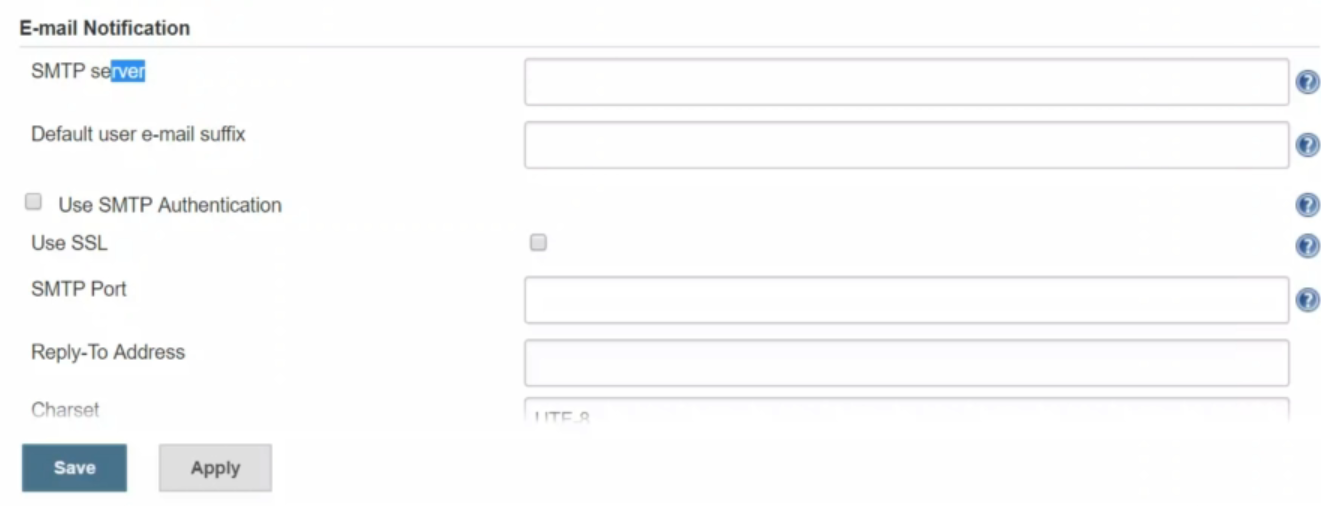 E-mail Notification
SMTP server
Default user e-mail suffix
Use SMTP Authentication
Use SSL
SMTP Port
Reply-To Address
Charset
UTF-8
Save Apply